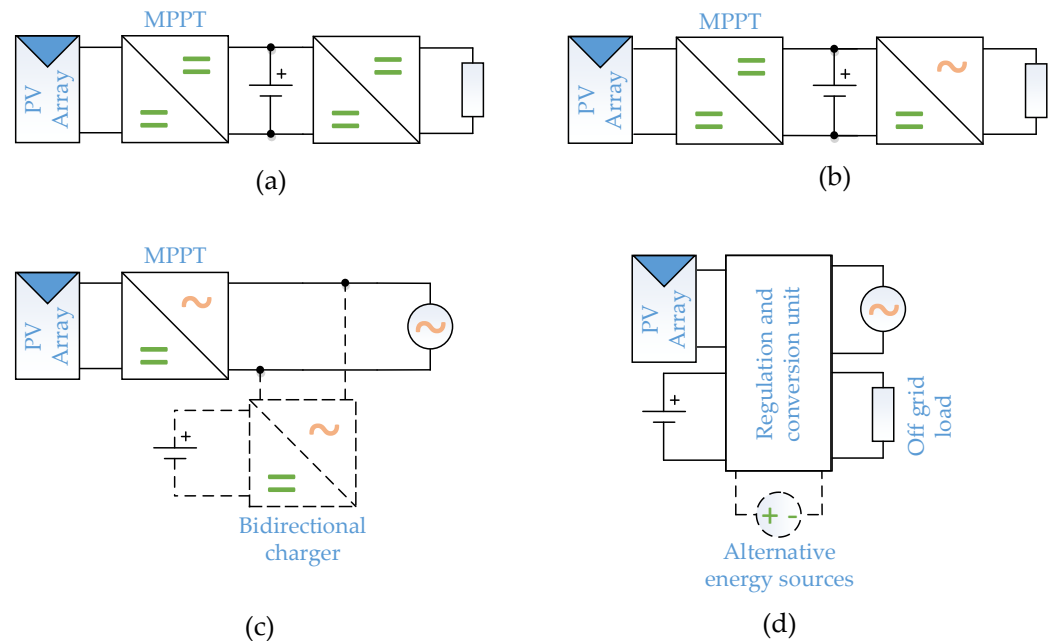 MPPT
PV
Array
+
(a)
MPPT
PV
Array
+
(b)
MPPT
PV
Array
+
Bidirectional
charger
(c)
PV
Array
Regulation and
conversion unit
+
Off grid
load
+ -
Alternative
energy sources
(d)